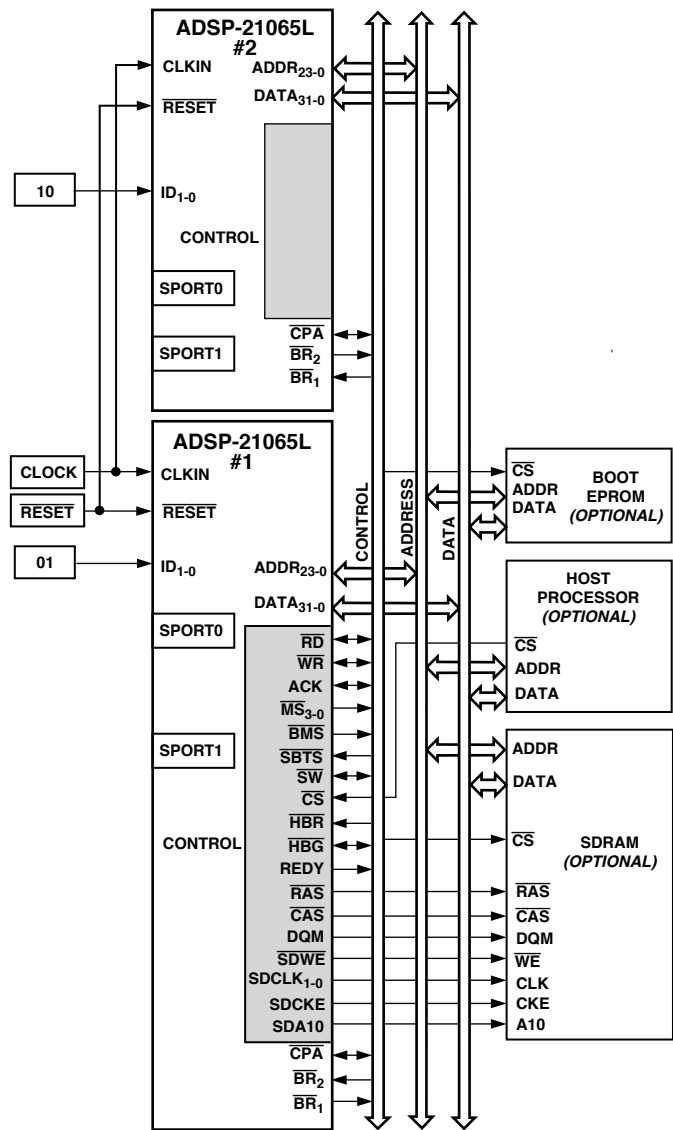 ADSP-21065L
#2
CLKIN
ADDR23-0
DATA31-0
RESET
10
ID1-0
CONTROL
SPORT0
CPA
SPORT1
BR2
BR1
ADSP-21065L
#1
CLOCK
CLKIN
RESET
RESET
01
ID1-0
ADDR23-0
DATA31-0
SPORT0
RD
WR
ACK
MS3-0
BMS
SPORT1
SBTS
SW
CS
HBR
CONTROL
HBG
REDY
RAS
CAS
DQM
SDWE
SDCLK1-0
SDCKE
SDA10
CPA
BR2
BR1
CONTROL
ADDRESS
DATA
CS
BOOT
ADDR
EPROM
DATA
(OPTIONAL)
HOST
PROCESSOR
(OPTIONAL)
CS
ADDR
DATA
ADDR
DATA
CS
SDRAM
(OPTIONAL)
RAS
CAS
DQM
WE
CLK
CKE
A10